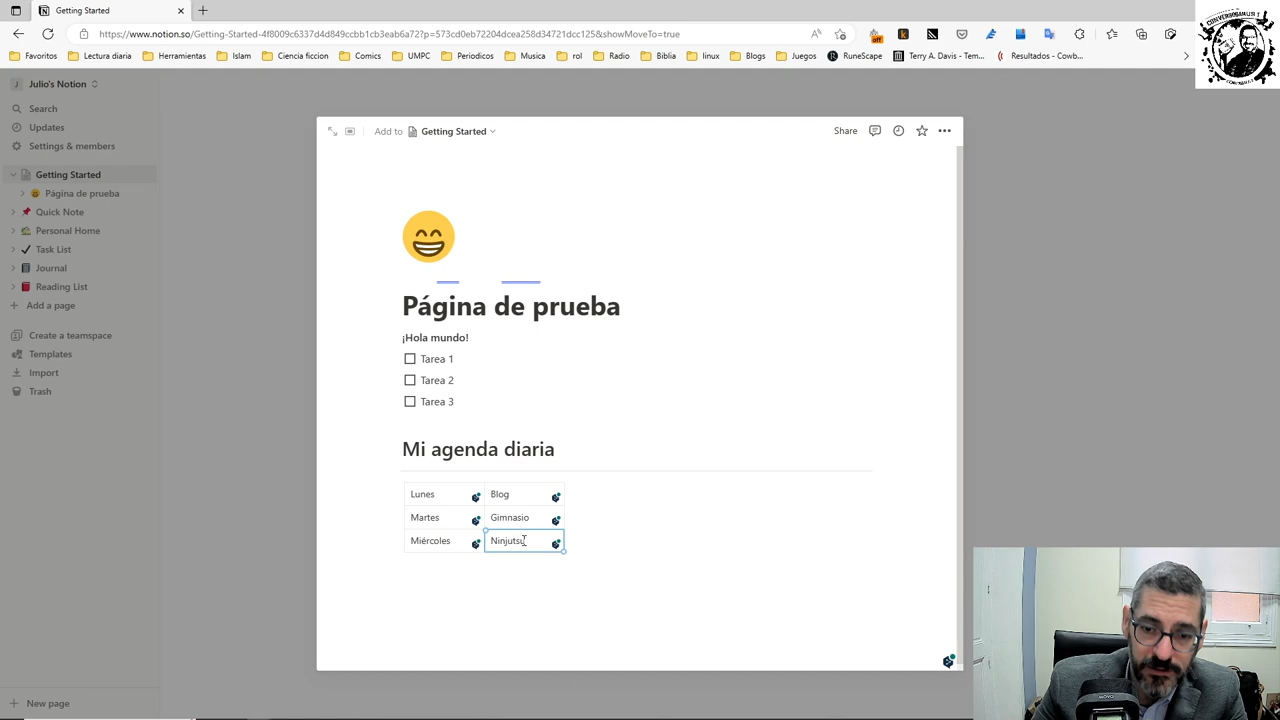 Getting Started
https://www.notion.so/Getting-Started-4f8009c6337d4d849ccbb1cb3eab6a72?p=573cd0eb72204dcea258d34721dcc125&showMoveTo=true
Favoritos Lectura diaria Herramientas Islam Ciencia ficcion Comics UMPC Periodicos Musica rol Radio Biblia linux Blogs Juegos RuneScape Terry A. Davis - Tem... Resultados - Cowb...
off
Julio's Notion
Search
Updates
Settings & members
Getting Started
Página de prueba
Quick Note
Personal Home
Task List
Journal
Reading List
Add a page
Create a teamspace
Templates
Import
Trash
New page
Add to Getting Started
Share
Página de prueba
¡Hola mundo!
Tarea 1
Tarea 2
Tarea 3
Mi agenda diaria
Lunes Blog
Martes Gimnasio
Miércoles Ninjutsu